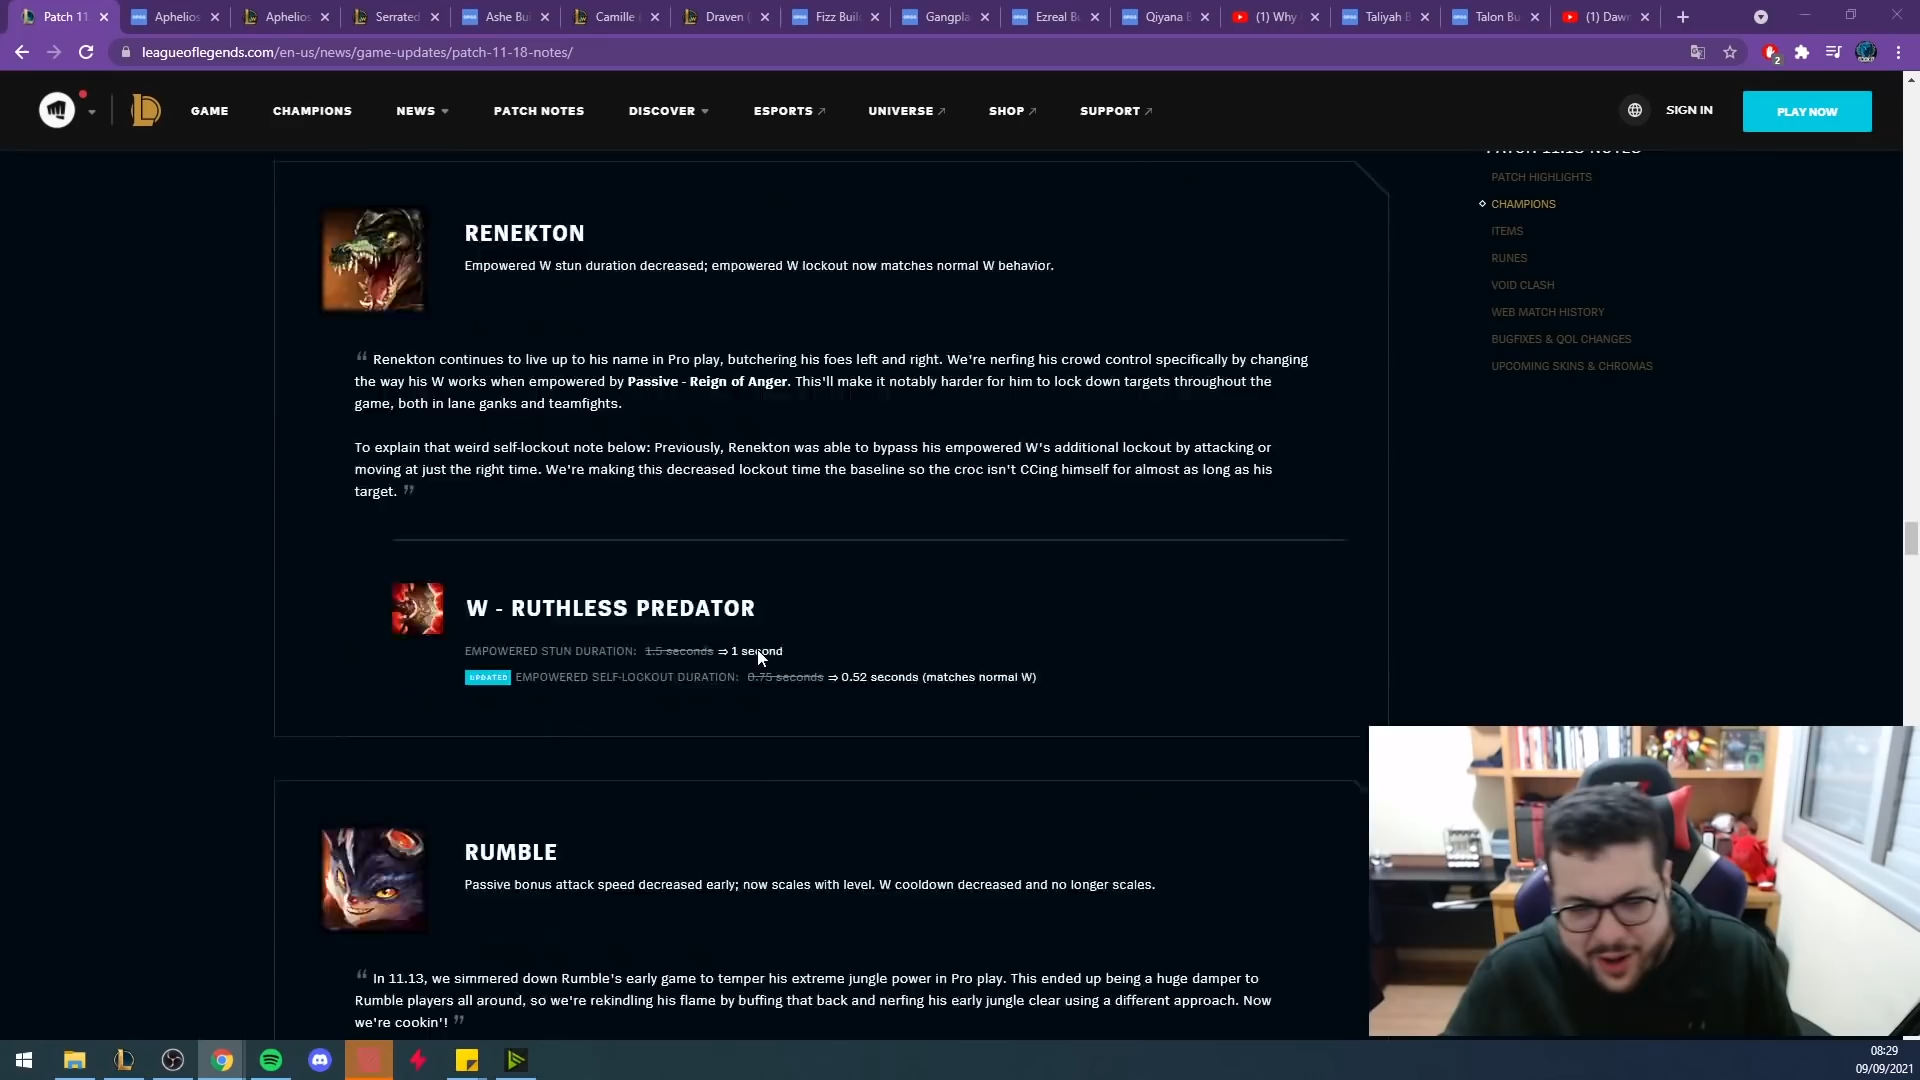 Patch 11
Aphelios
Aphelios
Serrated
Ashe Bui
Camille (
Draven (
Fizz Buil
Gangpla
Ezreal Bu
Qiyana B
(1) Why
Taliyah B
Talon Bu
(1) Dawn
leagueoflegends.com/en-us/news/game-updates/patch-11-18-notes/
2
GAME
CHAMPIONS
NEWS
PATCH NOTES
DISCOVER
ESPORTS
UNIVERSE
SHOP
SUPPORT
SIGN IN
PLAY NOW
PATCH 11.18 NOTES
PATCH HIGHLIGHTS
CHAMPIONS
ITEMS
RUNES
VOID CLASH
WEB MATCH HISTORY
BUGFIXES & QOL CHANGES
UPCOMING SKINS & CHROMAS
RENEKTON
Empowered W stun duration decreased; empowered W lockout now matches normal W behavior.
“ Renekton continues to live up to his name in Pro play, butchering his foes left and right. We're nerfing his crowd control specifically by changing
the way his W works when empowered by Passive - Reign of Anger. This'll make it notably harder for him to lock down targets throughout the
game, both in lane ganks and teamfights.
To explain that weird self-lockout note below: Previously, Renekton was able to bypass his empowered W's additional lockout by attacking or
moving at just the right time. We're making this decreased lockout time the baseline so the croc isn't CCing himself for almost as long as his
target. ”
W - RUTHLESS PREDATOR
EMPOWERED STUN DURATION: 1.5 seconds ⇒ 1 second
UPDATED EMPOWERED SELF-LOCKOUT DURATION: 0.75 seconds ⇒ 0.52 seconds (matches normal W)
RUMBLE
Passive bonus attack speed decreased early; now scales with level. W cooldown decreased and no longer scales.
“ In 11.13, we simmered down Rumble's early game to temper his extreme jungle power in Pro play. This ended up being a huge damper to
Rumble players all around, so we're rekindling his flame by buffing that back and nerfing his early jungle clear using a different approach. Now
we're cookin'! ”
08:29
09/09/2021